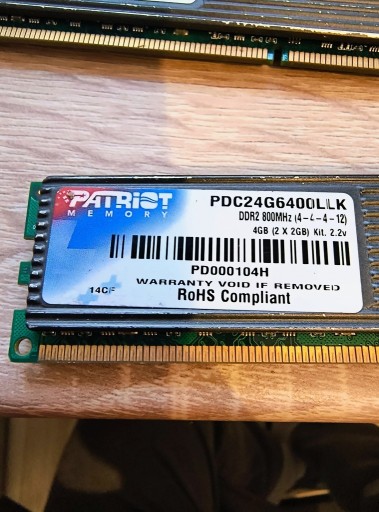 PATRIOT
MEMORY
PDC24G6400LLK
DDR2 800MHz (4-4-4-12)
4GB (2 X 2GB) Kit. 2.2v
PD000104H
WARRANTY VOID IF REMOVED
14CF
RoHS Compliant